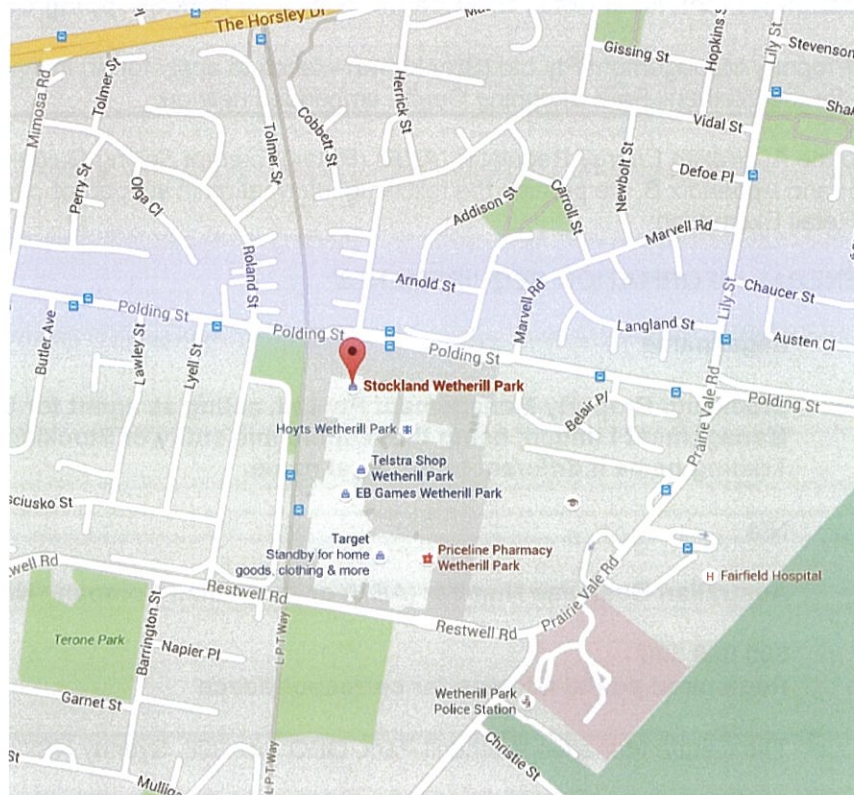 The Horsley Dr
Mimosa Rd
Tolmer St
Perry St
Olga Cl
Tolmer St
Cobbett St
Herrick St
Gissing St
Hopkins St
Lily St
Stevenson
Vidal St
Defoe Pl
Newbolt St
Carroll St
Addison St
Marvell Rd
Roland St
Arnold St
Marvell Rd
Lily St
Chaucer St
Langland St
Austen Cl
Butler Ave
Polding St
Lawley St
Lyell St
Polding St
Polding St
Polding St
Stockland Wetherill Park
Belair Pl
Prairie Vale Rd
Hoyts Wetherill Park
Telstra Shop
Wetherill Park
EB Games Wetherill Park
sciusko St
Target
Standby for home
goods, clothing & more
Priceline Pharmacy
Wetherill Park
H Fairfield Hospital
well Rd
Restwell Rd
Restwell Rd
Prairie Vale Rd
Terone Park
Barrington St
Napier Pl
L P T Way
Garnet St
Wetherill Park
Police Station
Christie St
St
Mulliga
L P T Way